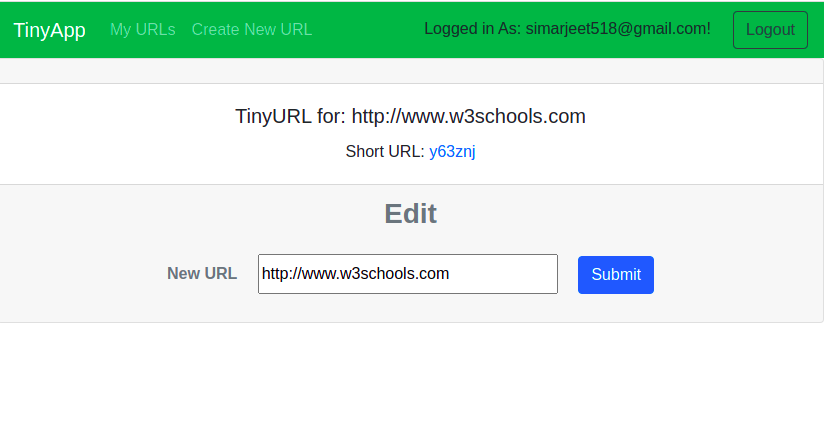 TinyApp My URLs Create New URL Logged in As: simarjeet518@gmail.com! Logout
TinyURL for: http://www.w3schools.com
Short URL: y63znj
Edit
New URL http://www.w3schools.com Submit